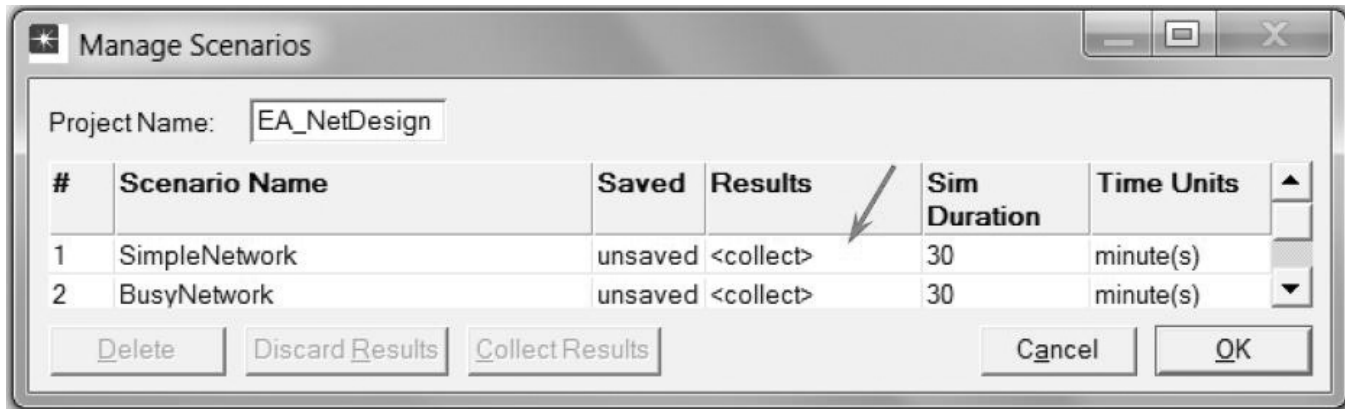 Manage Scenarios
Project Name: EA_NetDesign
# Scenario Name Saved Results Sim Duration Time Units
1 SimpleNetwork unsaved <collect> 30 minute(s)
2 BusyNetwork unsaved <collect> 30 minute(s)
Delete Discard Results Collect Results Cancel OK